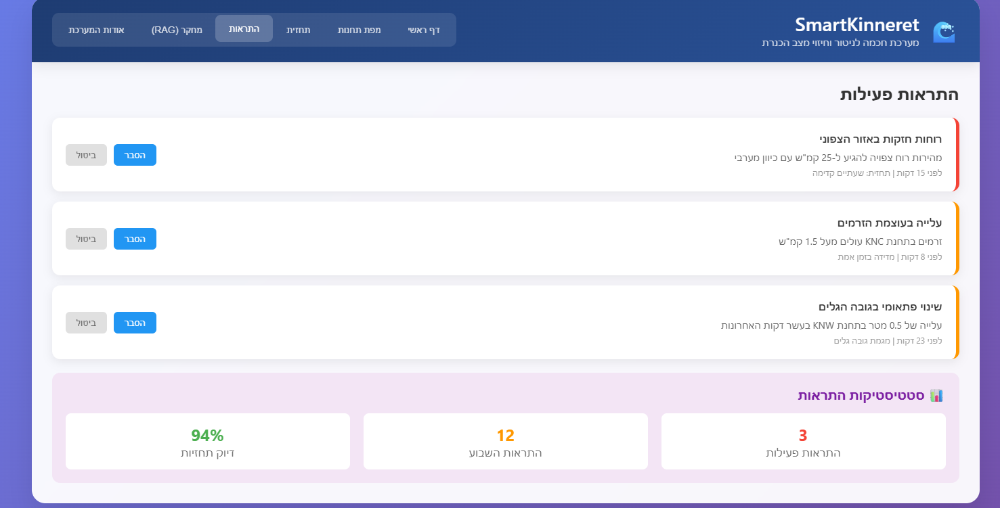 SmartKinneret
מערכת חכמה לניטור וחיזוי מצב הכנרת
דף ראשי
מפת תחנות
תחזית
התראות
מחקר (RAG)
אודות המערכת
התראות פעילות
רוחות חזקות באזור הצפוני
מהירות רוח צפויה להגיע ל-25 קמ"ש עם כיוון מערבי
לפני 15 דקות | תחזית: שעתיים קדימה
הסבר
ביטול
עלייה בעוצמת הזרמים
זרמים בתחנת KNC עולים מעל 1.5 קמ"ש
לפני 8 דקות | מדידה בזמן אמת
הסבר
ביטול
שינוי פתאומי בגובה הגלים
עלייה של 0.5 מטר בתחנת KNW בעשר דקות האחרונות
לפני 23 דקות | מגמת גובה גלים
הסבר
ביטול
סטטיסטיקות התראות
3
התראות פעילות
12
התראות השבוע
94%
דיוק תחזיות